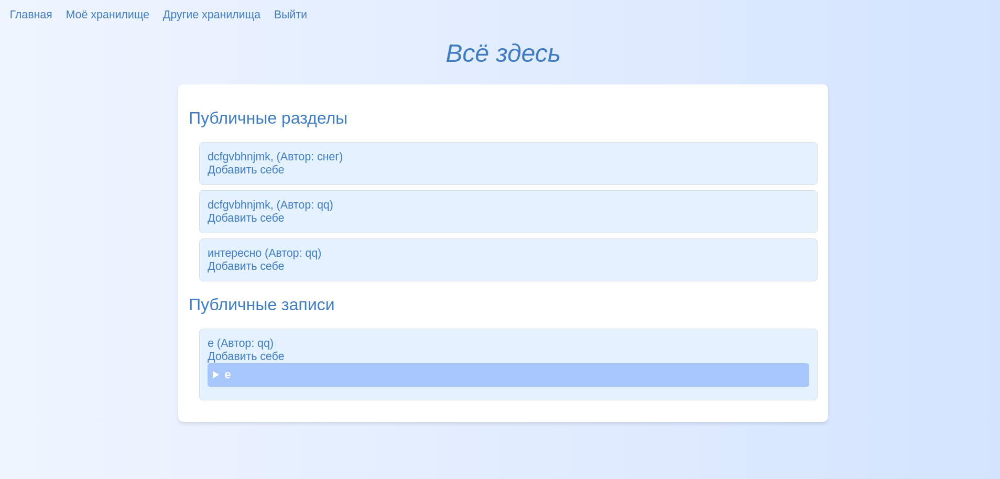 Главная Моё хранилище Другие хранилища Выйти
Всё здесь
Публичные разделы
dcfgvbhnjmk, (Автор: снег)
Добавить себе
dcfgvbhnjmk, (Автор: qq)
Добавить себе
интересно (Автор: qq)
Добавить себе
Публичные записи
е (Автор: qq)
Добавить себе
е